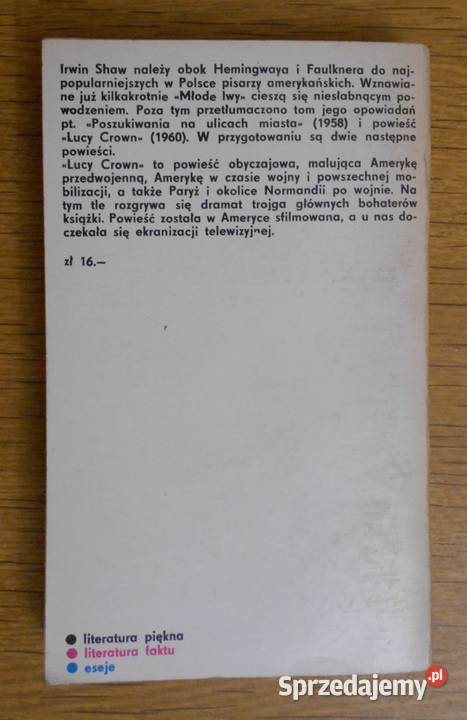 Irwin Shaw należy obok Hemingwaya i Faulknera do naj-
popularniejszych w Polsce pisarzy amerykańskich. Wznawia-
ne już kilkakrotnie «Młode lwy» cieszą się niesłabnącym po-
wodzeniem. Poza tym przetłumaczono tom jego opowiadań
pt. «Poszukiwania na ulicach miasta» (1958) i powieść
«Lucy Crown» (1960). W przygotowaniu są dwie następne
powieści.
«Lucy Crown» to powieść obyczajowa, malująca Amerykę
przedwojenną, Amerykę w czasie wojny i powszechnej mo-
bilizacji, a także Paryż i okolice Normandii po wojnie. Na
tym tle rozgrywa się dramat trojga głównych bohaterów
książki. Powieść została w Ameryce sfilmowana, a u nas do-
czekała się ekranizacji telewizyjnej.
zł 16.—
literatura piękna
literatura faktu
eseje
Sprzedajemy.pl